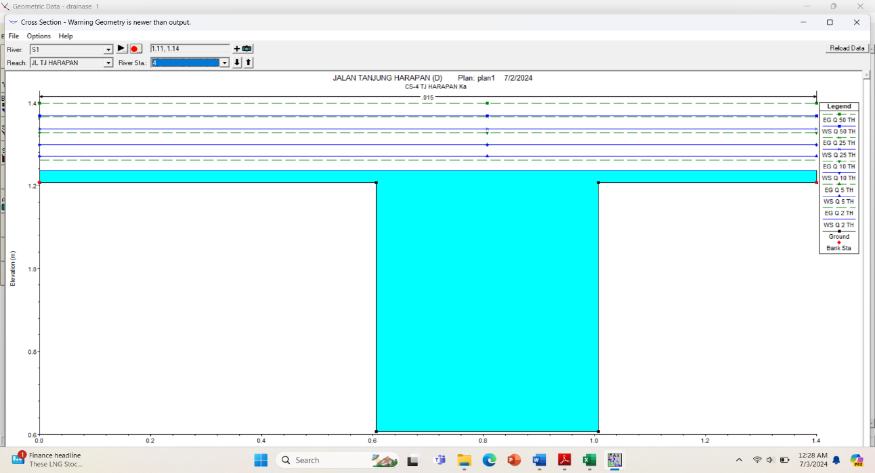 Geometric Data - drainase 1
Cross Section - Warning Geometry is newer than output.
File Options Help
River: S1 1.11, 1.14 Reload Data
Reach: JL TJ HARAPAN River Sta.: 4
JALAN TANJUNG HARAPAN (D) Plan: plan1 7/2/2024
CS-4 TJ HARAPAN Ka
.015
Legend
EG Q 50 TH
WS Q 50 TH
EG Q 25 TH
WS Q 25 TH
EG Q 10 TH
WS Q 10 TH
EG Q 5 TH
WS Q 5 TH
EG Q 2 TH
WS Q 2 TH
Ground
Bank Sta
Elevation (m)
1.4
1.2
1.0
0.8
0.6
0.0 0.2 0.4 0.6 0.8 1.0 1.2 1.4
1
Finance headline
These LNG Stoc...
Search
12:28 AM
7/3/2024